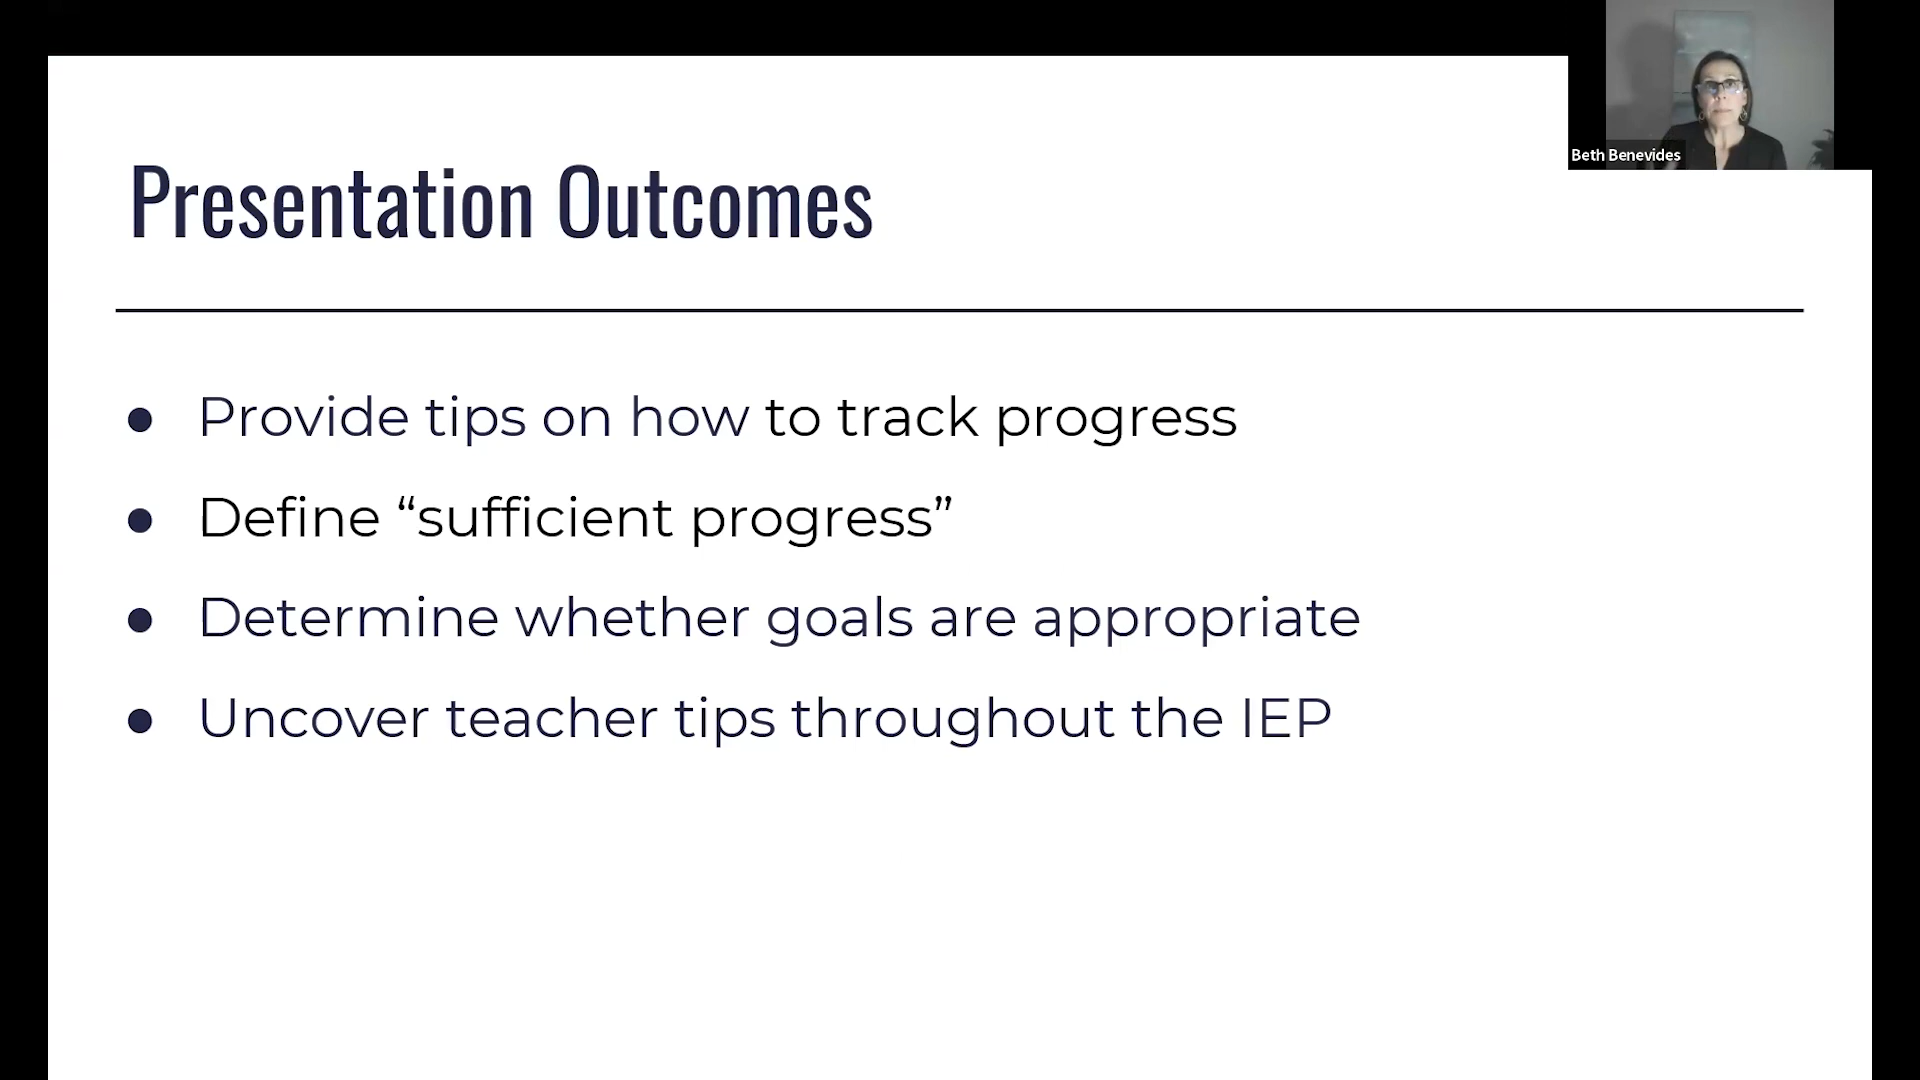 Beth Benevides
Presentation Outcomes
● Provide tips on how to track progress
● Define “sufficient progress”
● Determine whether goals are appropriate
● Uncover teacher tips throughout the IEP